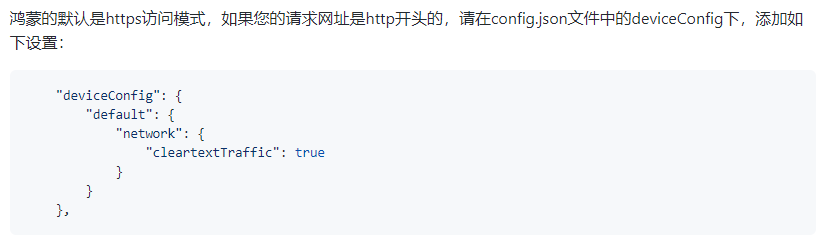 鸿蒙的默认是https访问模式，如果您的请求网址是http开头的，请在config.json文件中的deviceConfig下，添加如
下设置：
"deviceConfig": {
"default": {
"network": {
"cleartextTraffic": true
}
}
},